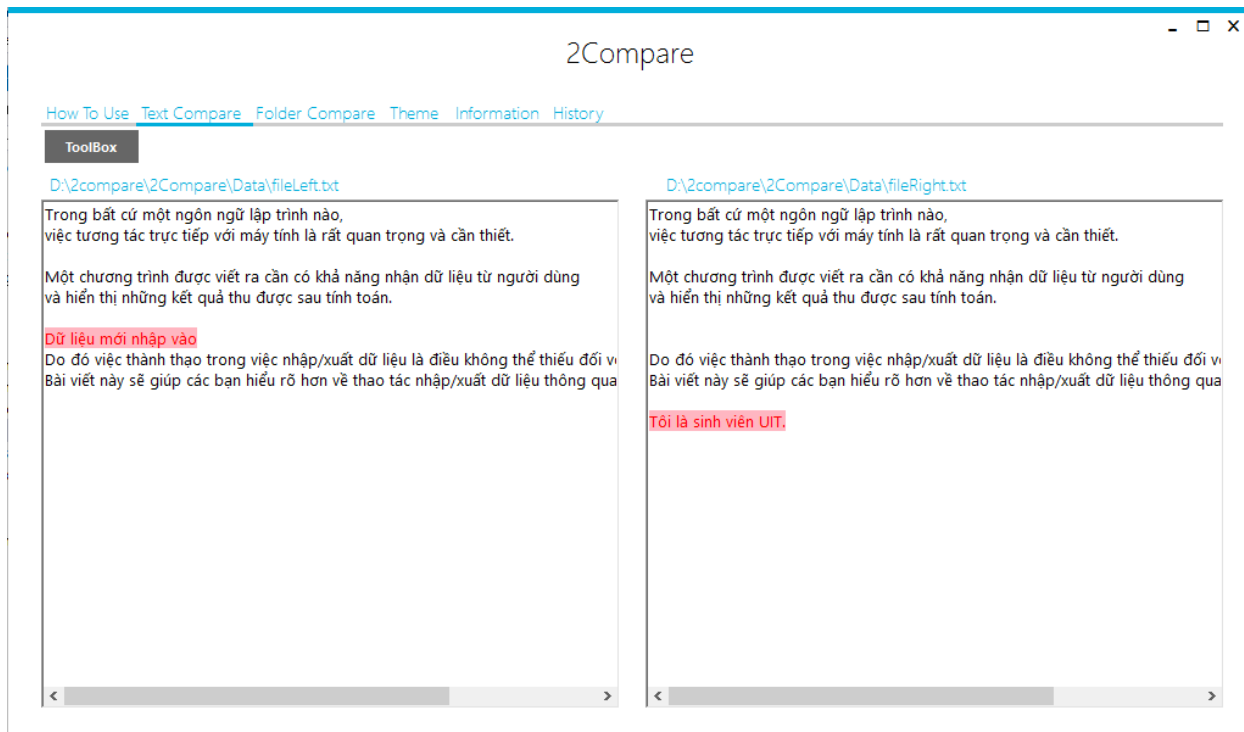 2Compare
How To Use Text Compare Folder Compare Theme Information History
ToolBox
D:\2compare\2Compare\Data\fileLeft.txt
Trong bất cứ một ngôn ngữ lập trình nào,
việc tương tác trực tiếp với máy tính là rất quan trọng và cần thiết.
Một chương trình được viết ra cần có khả năng nhận dữ liệu từ người dùng
và hiển thị những kết quả thu được sau tính toán.
Dữ liệu mới nhập vào
Do đó việc thành thạo trong việc nhập/xuất dữ liệu là điều không thể thiếu đối
Bài viết này sẽ giúp các bạn hiểu rõ hơn về thao tác nhập/xuất dữ liệu thông qua
D:\2compare\2Compare\Data\fileRight.txt
Trong bất cứ một ngôn ngữ lập trình nào,
việc tương tác trực tiếp với máy tính là rất quan trọng và cần thiết.
Một chương trình được viết ra cần có khả năng nhận dữ liệu từ người dùng
và hiển thị những kết quả thu được sau tính toán.
Do đó việc thành thạo trong việc nhập/xuất dữ liệu là điều không thể thiếu đối
Bài viết này sẽ giúp các bạn hiểu rõ hơn về thao tác nhập/xuất dữ liệu thông qua
Tôi là sinh viên UIT.